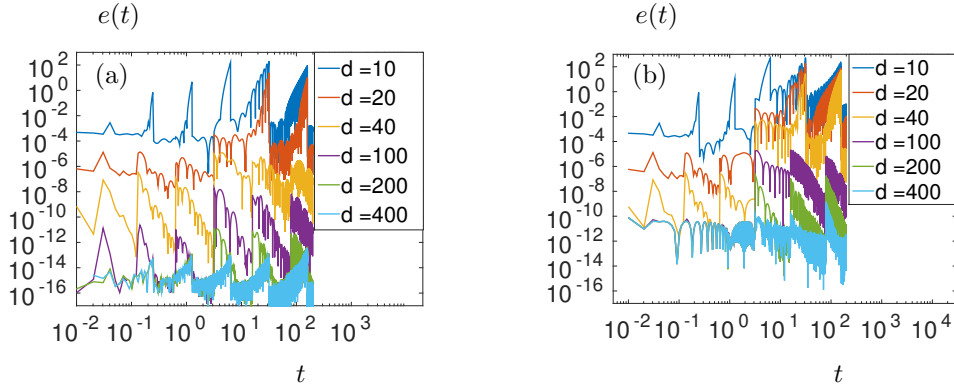 e(t)
e(t)
(a)
10^2
10^0
10^-2
10^-4
10^-6
10^-8
10^-10
10^-12
10^-14
10^-16
10^-2
10^-1
10^0
10^1
10^2
10^3
t
d =10
d =20
d =40
d =100
d =200
d =400
(b)
10^2
10^0
10^-2
10^-4
10^-6
10^-8
10^-10
10^-12
10^-14
10^-16
10^-2
10^-1
10^0
10^1
10^2
10^3
10^4
t
d =10
d =20
d =40
d =100
d =200
d =400